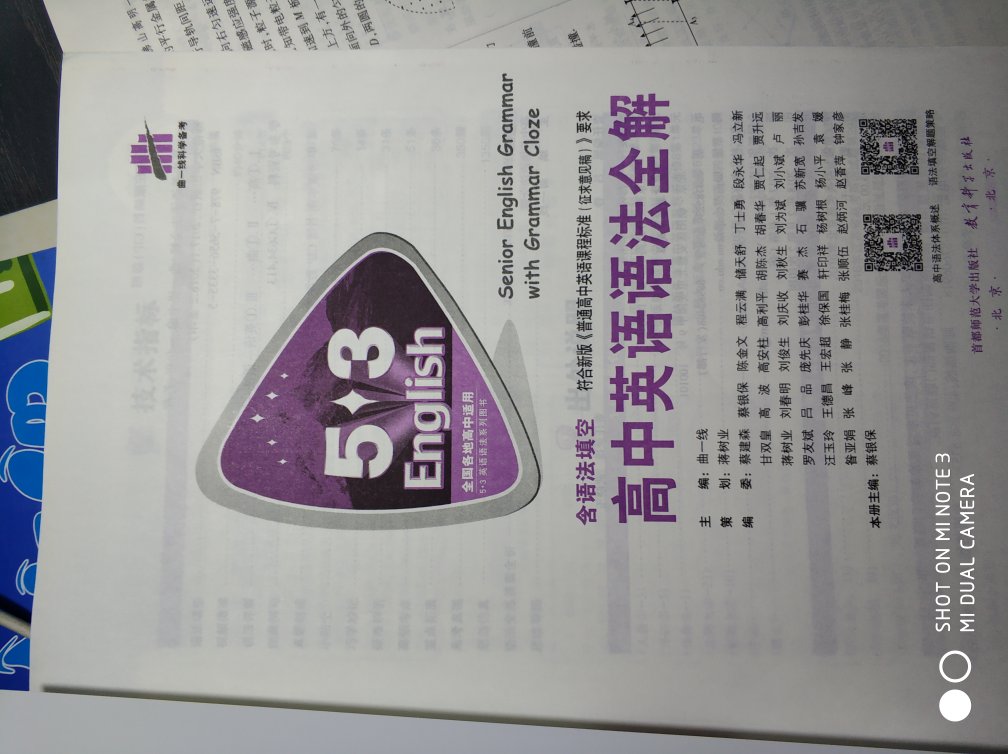 曲一线科学备考
5·3
English
全国各地高中适用
5·3英语语法系列图书
Senior English Grammar
with Grammar Cloze
含语法填空 符合新版《普通高中英语课程标准(征求意见稿)》要求
高中英语语法全解
主 编:曲一线
策 划:蒋树业
编 委:蔡建森 蔡银保 陈金文 程云满 储天舒 丁士勇 段永华 冯立新
甘双皇 高 波 高安柱 高利平 胡陈杰 胡春华 贾仁起 贾升远
蒋树业 刘春明 刘俊生 刘庆收 刘秋生 刘为斌 刘小斌 卢 丽
罗友斌 吕 品 庞先庆 彭桂华 赛 杰 石 骥 苏新宽 孙吉发
汪玉玲 王德昌 王宏超 徐保国 轩印祥 杨树根 杨小平 袁 媛
昝亚娟 张 峰 张 静 张桂梅 张顺伍 赵炳河 赵香萍 钟家彦
本册主编:蔡银保
高中语法体系概述 语法填空解题策略
首都师范大学出版社 教育科学出版社
北京 ·北京·
SHOT ON MI NOTE 3
MI DUAL CAMERA